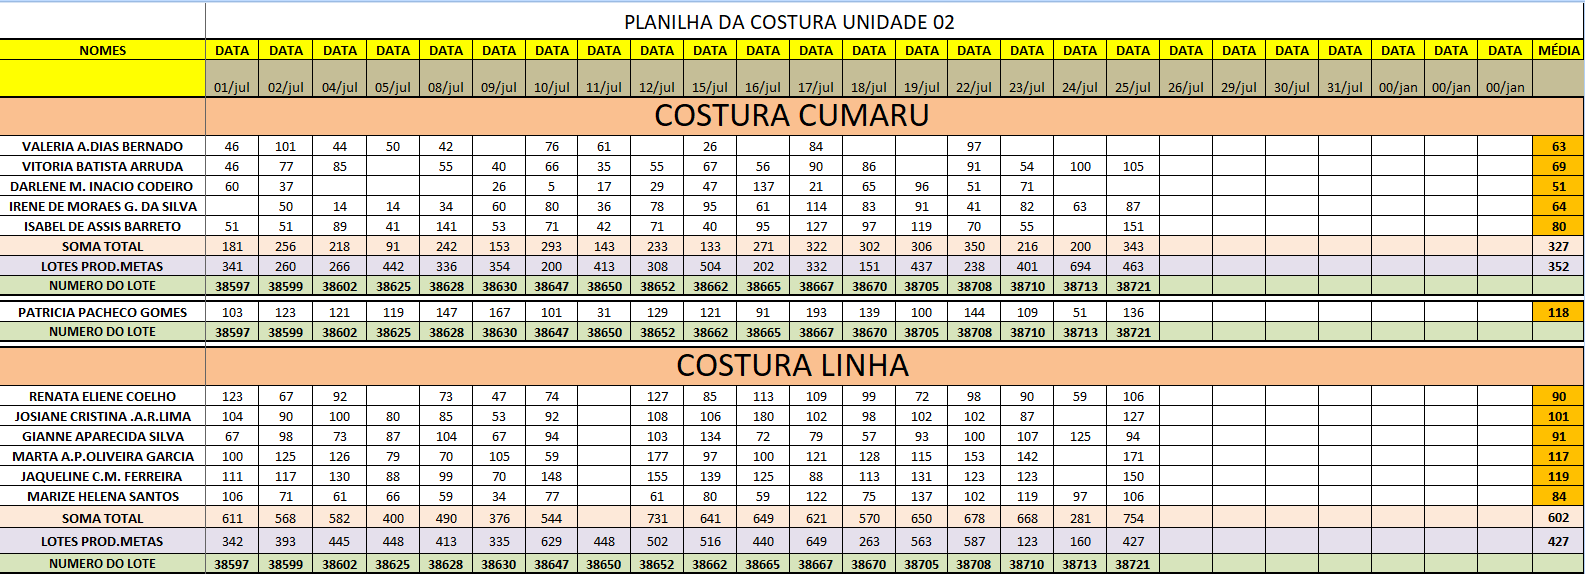 PLANILHA DA COSTURA UNIDADE 02
NOMES DATA DATA DATA DATA DATA DATA DATA DATA DATA DATA DATA DATA DATA DATA DATA DATA DATA DATA DATA DATA DATA DATA DATA DATA DATA MÉDIA
01/jul 02/jul 04/jul 05/jul 08/jul 09/jul 10/jul 11/jul 12/jul 15/jul 16/jul 17/jul 18/jul 19/jul 22/jul 23/jul 24/jul 25/jul 26/jul 29/jul 30/jul 31/jul 00/jan 00/jan 00/jan
COSTURA CUMARU
VALERIA A.DIAS BERNADO 46 101 44 50 42 76 61 26 84 97 63
VITORIA BATISTA ARRUDA 46 77 85 55 40 66 35 55 67 56 90 86 91 54 100 105 69
DARLENE M. INACIO CODEIRO 60 37 26 5 17 29 47 137 21 65 96 51 71 51
IRENE DE MORAES G. DA SILVA 50 14 14 34 60 80 36 78 95 61 114 83 91 41 82 63 87 64
ISABEL DE ASSIS BARRETO 51 51 89 41 141 53 71 42 71 40 95 127 97 119 70 55 151 80
SOMA TOTAL 181 256 218 91 242 153 293 143 233 133 271 322 302 306 350 216 200 343 327
LOTES PROD.METAS 341 260 266 442 336 354 200 413 308 504 202 332 151 437 238 401 694 463 352
NUMERO DO LOTE 38597 38599 38602 38625 38628 38630 38647 38650 38652 38662 38665 38667 38670 38705 38708 38710 38713 38721
PATRICIA PACHECO GOMES 103 123 121 119 147 167 101 31 129 121 91 193 139 100 144 109 51 136 118
NUMERO DO LOTE 38597 38599 38602 38625 38628 38630 38647 38650 38652 38662 38665 38667 38670 38705 38708 38710 38713 38721
COSTURA LINHA
RENATA ELIENE COELHO 123 67 92 73 47 74 127 85 113 109 99 72 98 90 59 106 90
JOSIANE CRISTINA .A.R.LIMA 104 90 100 80 85 53 92 108 106 180 102 98 102 102 87 127 101
GIANNE APARECIDA SILVA 67 98 73 87 104 67 94 103 134 72 79 57 93 100 107 125 94 91
MARTA A.P.OLIVEIRA GARCIA 100 125 126 79 70 105 59 177 97 100 121 128 115 153 142 171 117
JAQUELINE C.M. FERREIRA 111 117 130 88 99 70 148 155 139 125 88 113 131 123 123 150 119
MARIZE HELENA SANTOS 106 71 61 66 59 34 77 61 80 59 122 75 137 102 119 97 106 84
SOMA TOTAL 611 568 582 400 490 376 544 731 641 649 621 570 650 678 668 281 754 602
LOTES PROD.METAS 342 393 445 448 413 335 629 448 502 516 440 649 263 563 587 123 160 427 427
NUMERO DO LOTE 38597 38599 38602 38625 38628 38630 38647 38650 38652 38662 38665 38667 38670 38705 38708 38710 38713 38721